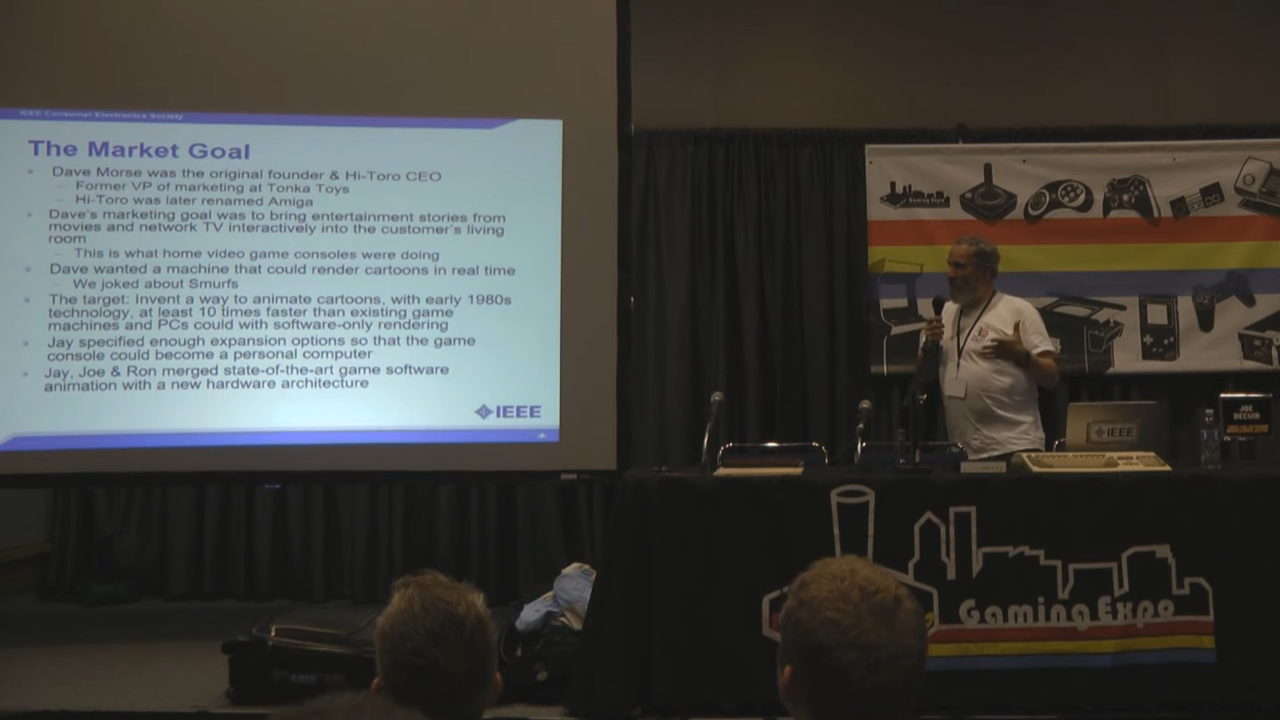 IEEE Consumer Electronics Society
The Market Goal
Dave Morse was the original founder & Hi-Toro CEO
Former VP of marketing at Tonka Toys
Hi-Toro was later renamed Amiga
Dave's marketing goal was to bring entertainment stories from
movies and network TV interactively into the customer's living
room
This is what home video game consoles were doing
Dave wanted a machine that could render cartoons in real time
We joked about Smurfs
The target: Invent a way to animate cartoons, with early 1980s
technology, at least 10 times faster than existing game
machines and PCs could with software-only rendering
Jay specified enough expansion options so that the game
console could become a personal computer
Jay, Joe & Ron merged state-of-the-art game software
animation with a new hardware architecture
IEEE
IEEE
JOE
DECUIR
Gaming Expo